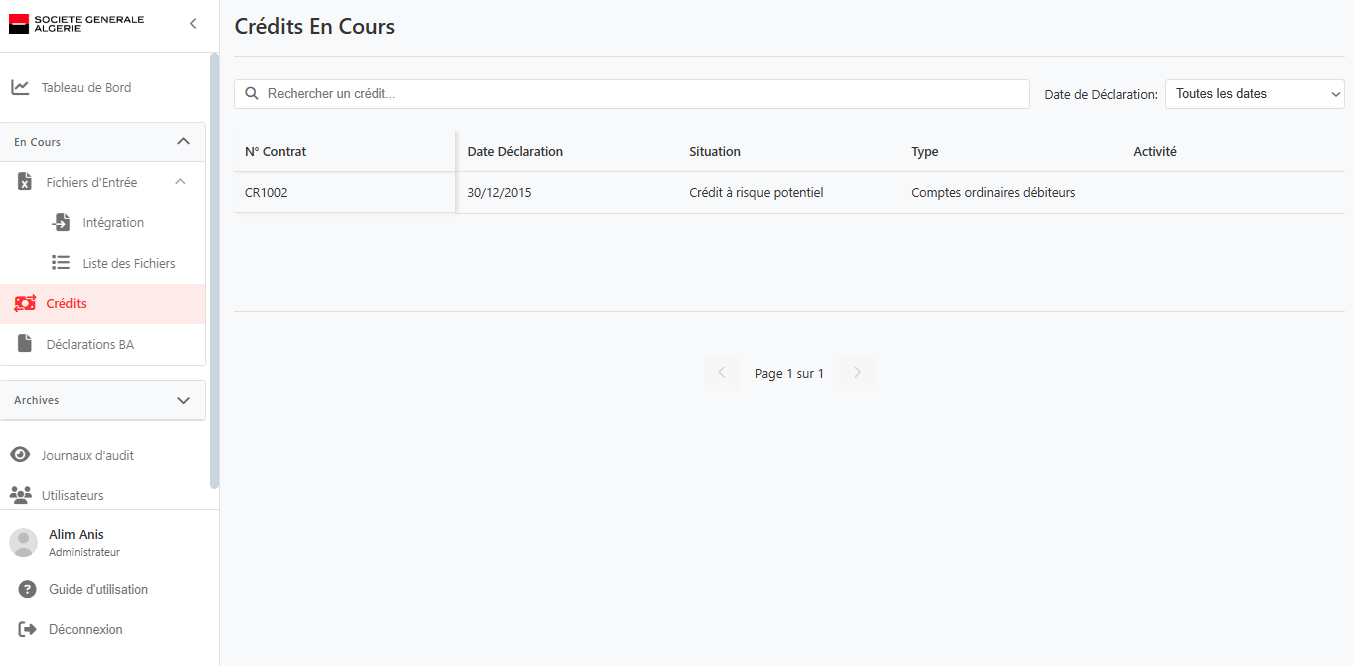 SOCIETE GENERALE
ALGERIE
Tableau de Bord
En Cours
Fichiers d'Entrée
Intégration
Liste des Fichiers
Crédits
Déclarations BA
Archives
Journaux d'audit
Utilisateurs
Alim Anis
Administrateur
Guide d'utilisation
Déconnexion
Crédits En Cours
Rechercher un crédit...
Date de Déclaration: Toutes les dates
N° Contrat Date Déclaration Situation Type Activité
CR1002 30/12/2015 Crédit à risque potentiel Comptes ordinaires débiteurs
Page 1 sur 1